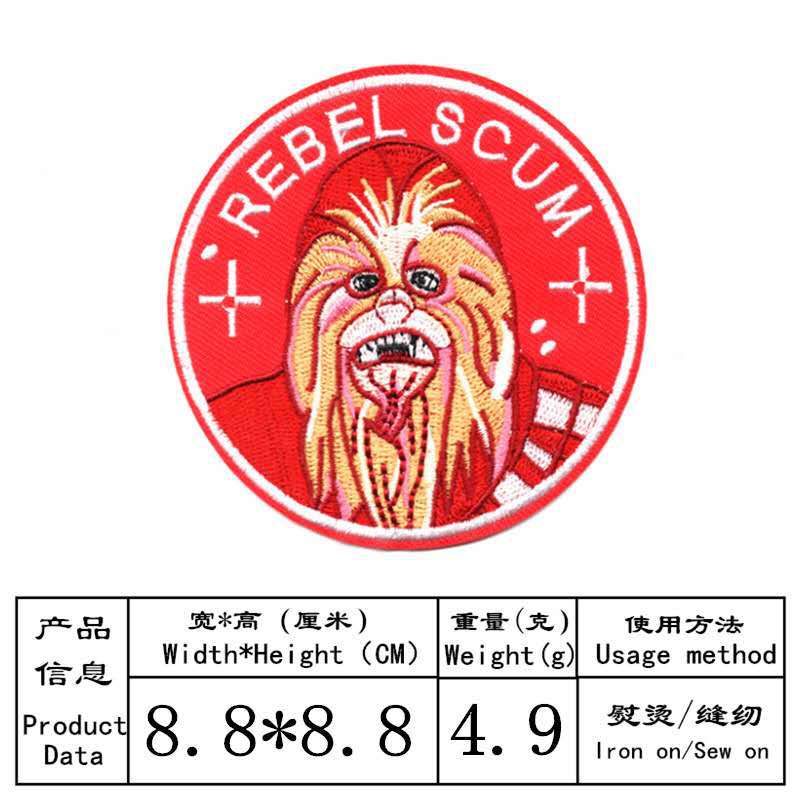 REBEL SCUM
产品
信息
Product
Data
宽*高 (厘米)
Width*Height (CM)
重量(克)
Weight(g)
使用方法
Usage method
8.8*8.8
4.9
熨烫/缝纫
Iron on/Sew on